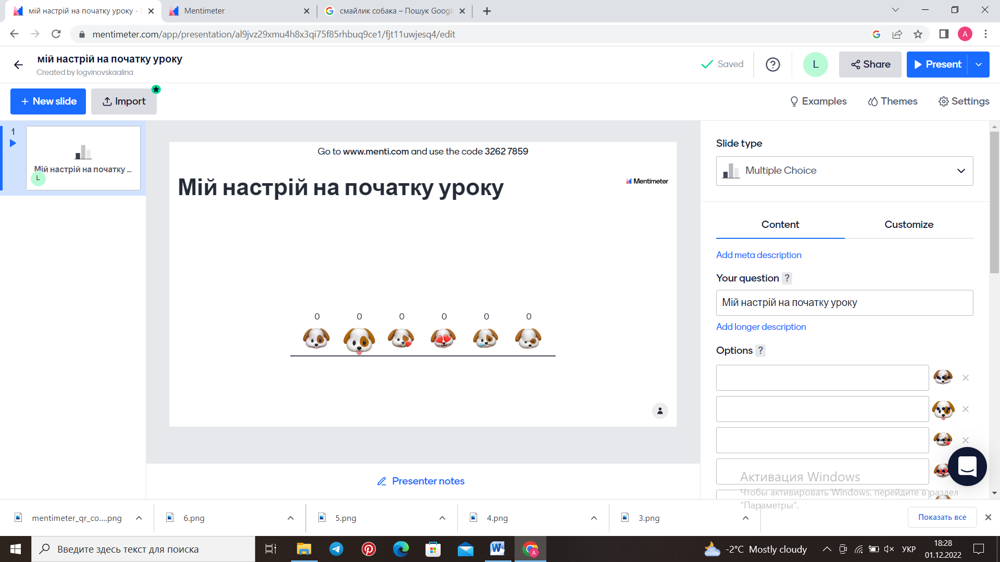 мій настрій на початку уроку -
Mentimeter
смайлик собака – Пошук Google
mentimeter.com/app/presentation/al9jvz29xmu4h8x3qi75f85rhbuq9ce1/fjt11uwjesq4/edit
A
мій настрій на початку уроку
Created by logvinovskaalina
Saved
L
Share
Present
New slide
Import
Examples
Themes
Settings
1
Мій настрій на початку ...
L
Go to www.menti.com and use the code 3262 7859
Мій настрій на початку уроку
Mentimeter
0 0 0 0 0 0
Presenter notes
Slide type
Multiple Choice
Content
Customize
Add meta description
Your question ?
Мій настрій на початку уроку
Add longer description
Options ?
Активация Windows
Чтобы активировать Windows, перейдите в раздел
"Параметры".
mentimeter_qr_co....png
6.png
5.png
4.png
3.png
Показать все
Введите здесь текст для поиска
-2°C Mostly cloudy
УКР
18:28
01.12.2022